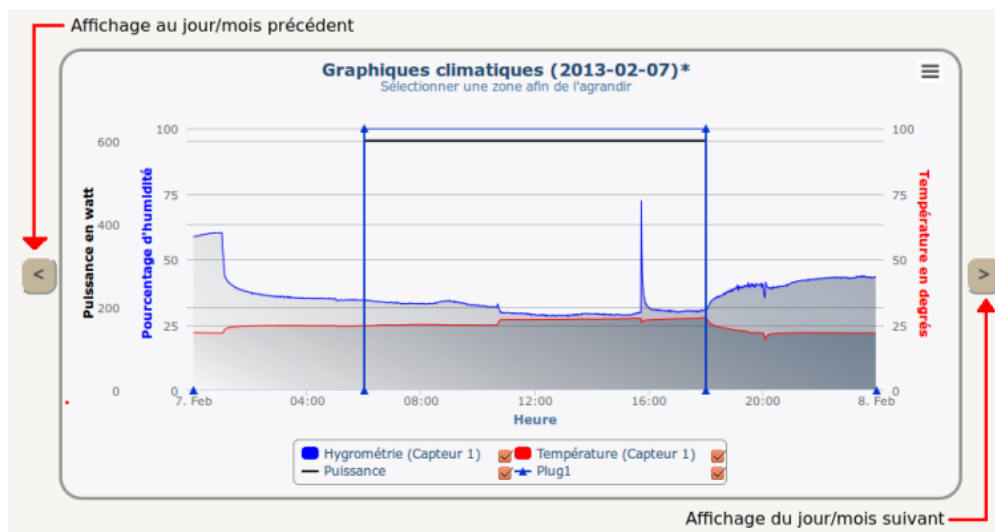 Affichage au jour/mois précédent
Graphiques climatiques (2013-02-07)*
Sélectionner une zone afin de l'agrandir
Puissance en watt
600
400
200
0
Pourcentage d'humidité
100
75
50
25
0
100
75
50
25
0
Température en degrés
<
>
7. Feb
04:00
08:00
12:00
16:00
20:00
8. Feb
Heure
Hygrométrie (Capteur 1)
Température (Capteur 1)
Puissance
Plug1
Affichage du jour/mois suivant